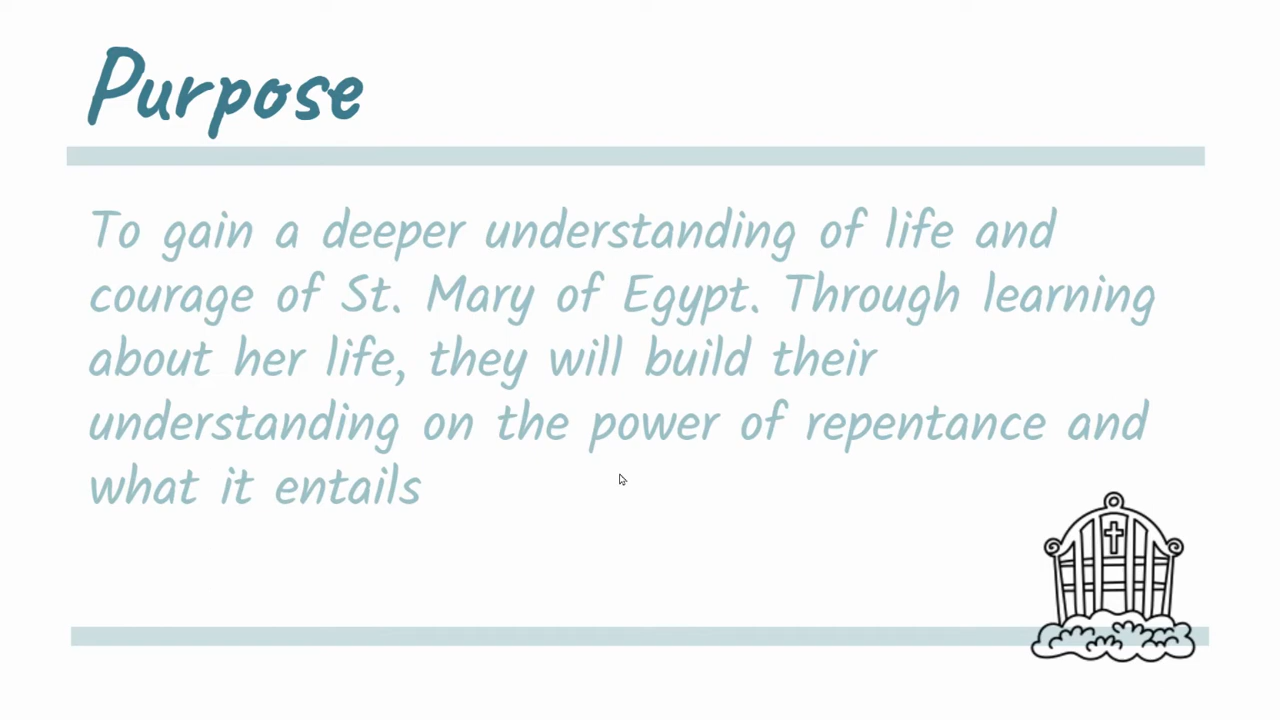 Purpose
To gain a deeper understanding of life and
courage of St. Mary of Egypt. Through learning
about her life, they will build their
understanding on the power of repentance and
what it entails